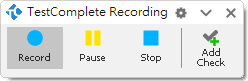 TestComplete Recording
Record
Pause
Stop
Add
Check